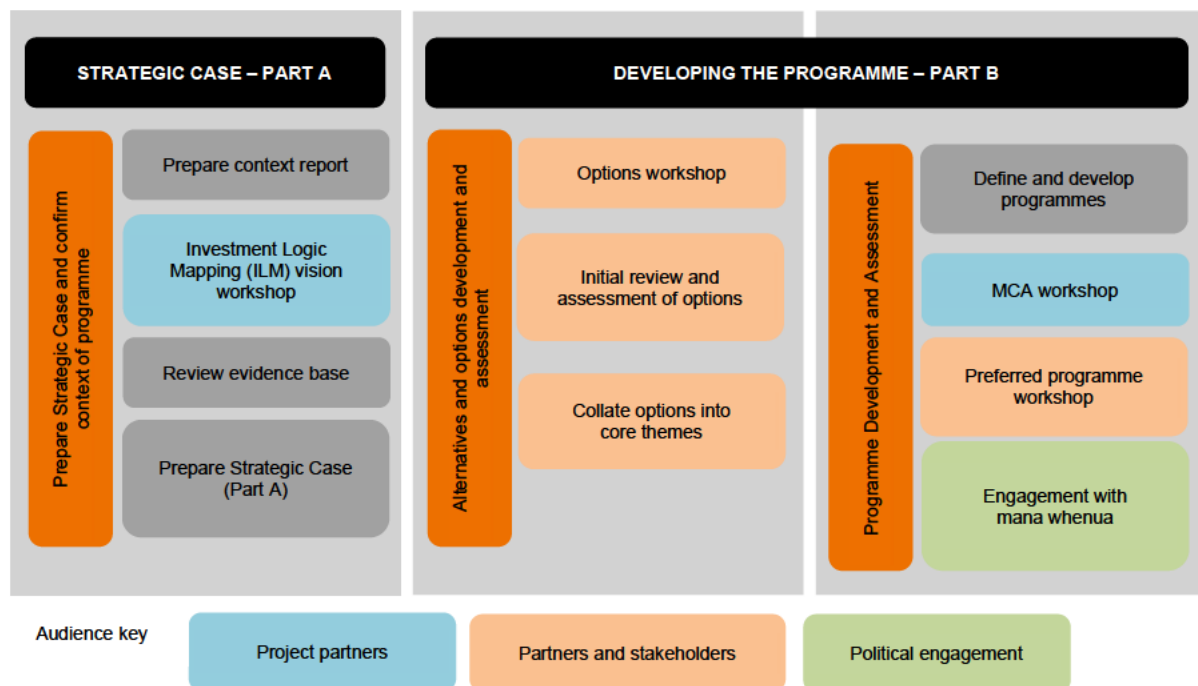 STRATEGIC CASE – PART A
DEVELOPING THE PROGRAMME – PART B
Prepare Strategic Case and confirm
context of programme
Prepare context report
Investment Logic
Mapping (ILM) vision
workshop
Review evidence base
Prepare Strategic Case
(Part A)
Alternatives and options development and
assessment
Options workshop
Initial review and
assessment of options
Collate options into
core themes
Programme Development and Assessment
Define and develop
programmes
MCA workshop
Preferred programme
workshop
Engagement with
mana whenua
Audience key
Project partners
Partners and stakeholders
Political engagement